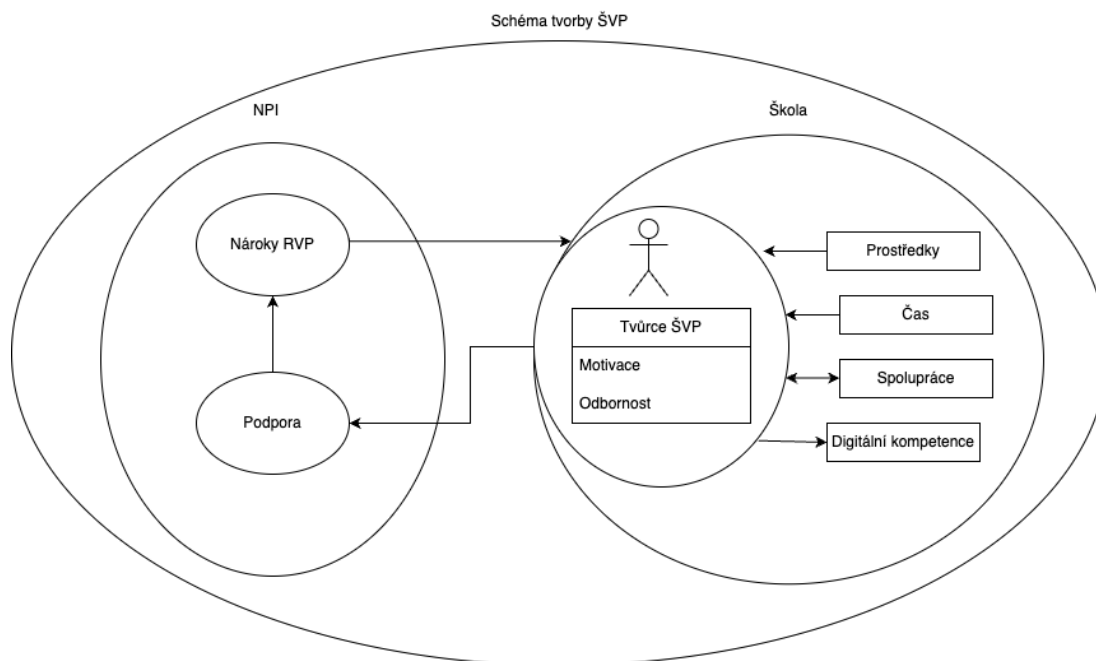 Schéma tvorby ŠVP
NPI
Škola
Nároky RVP
Podpora
Tvůrce ŠVP
Motivace
Odbornost
Prostředky
Čas
Spolupráce
Digitální kompetence